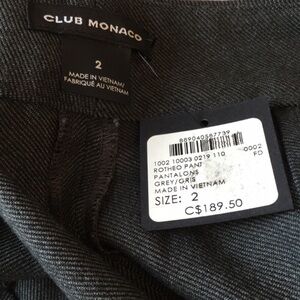 CLUB MONACO
2
MADE IN VIETNAM/
FABRIQUÉ AU VIETNAM
889040587739
1002 10003 0219 110 0002
ROTHEO PANT FD
PANTALONS
GREY/GRIS
MADE IN VIETNAM
SIZE: 2
C$189.50